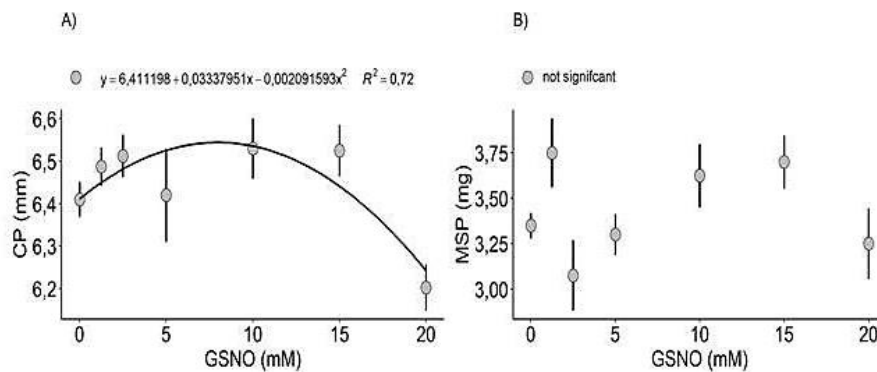 A)
y = 6,411198 + 0,03337951x − 0,002091593x² R² = 0,72
6,6
6,5
6,4
6,3
6,2
CP (mm)
0 5 10 15 20
GSNO (mM)
B)
not signifcant
3,75
3,50
3,25
3,00
MSP (mg)
0 5 10 15 20
GSNO (mM)